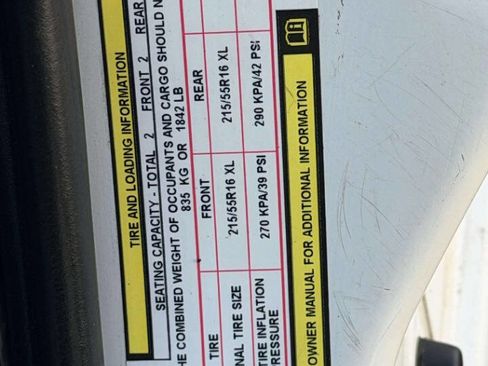 TIRE AND LOADING INFORMATION
SEATING CAPACITY - TOTAL 2 FRONT 2 REAR
THE COMBINED WEIGHT OF OCCUPANTS AND CARGO SHOULD N
835 KG OR 1842 LB
TIRE FRONT REAR
NAL TIRE SIZE 215/55R16 XL 215/55R16 XL
TIRE INFLATION
RESSURE 270 KPA/39 PSI 290 KPA/42 PSI
OWNER MANUAL FOR ADDITIONAL INFORMATION